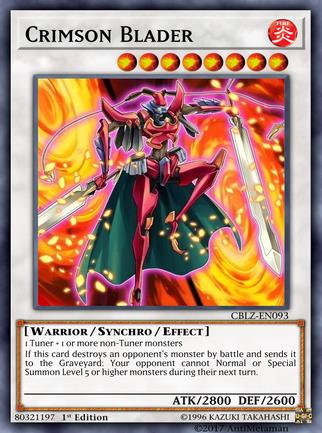 CRIMSON BLADER
FIRE
炎
CBLZ-EN093
[WARRIOR / SYNCHRO / EFFECT]
1 Tuner + 1 or more non-Tuner monsters
If this card destroys an opponent's monster by battle and sends it
to the Graveyard: Your opponent cannot Normal or Special
Summon Level 5 or higher monsters during their next turn.
ATK/2800 DEF/2600
80321197 1st Edition ©1996 KAZUKI TAKAHASHI
©2017 AntiMetaman